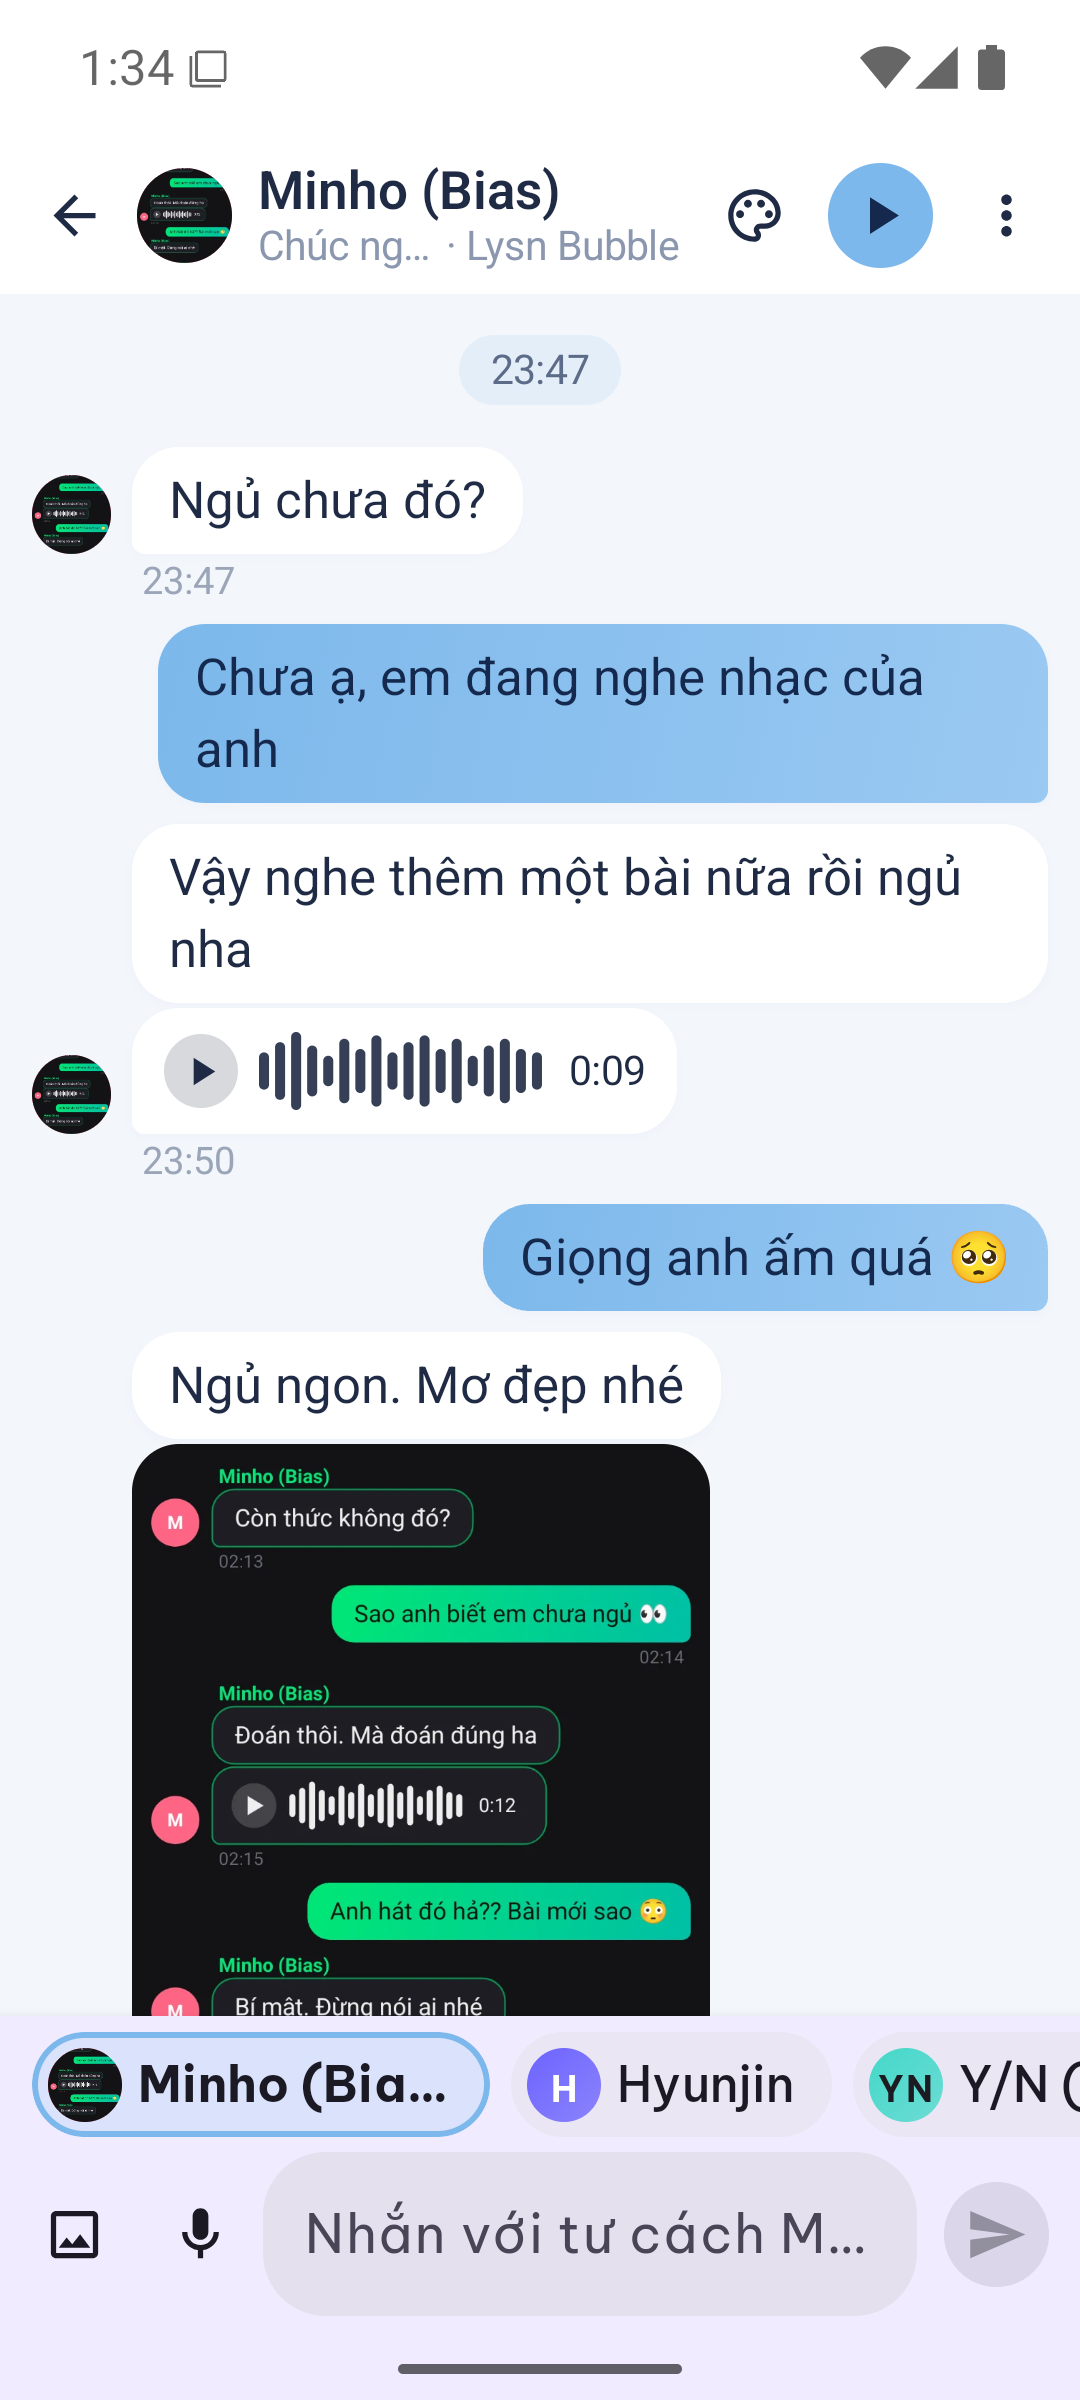 1:34
Minho (Bias)
Chúc ng... · Lysn Bubble
23:47
Ngủ chưa đó?
23:47
Chưa ạ, em đang nghe nhạc của
anh
Vậy nghe thêm một bài nữa rồi ngủ
nha
0:09
23:50
Giọng anh ấm quá 🥺
Ngủ ngon. Mơ đẹp nhé
Minho (Bias)
M
Còn thức không đó?
02:13
Sao anh biết em chưa ngủ 👀
02:14
Minho (Bias)
Đoán thôi. Mà đoán đúng ha
M
0:12
02:15
Anh hát đó hả?? Bài mới sao 😳
Minho (Bias)
M
Bí mật. Đừng nói ai nhé
Minho (Bia...
H Hyunjin
YN Y/N (
Nhắn với tư cách M...